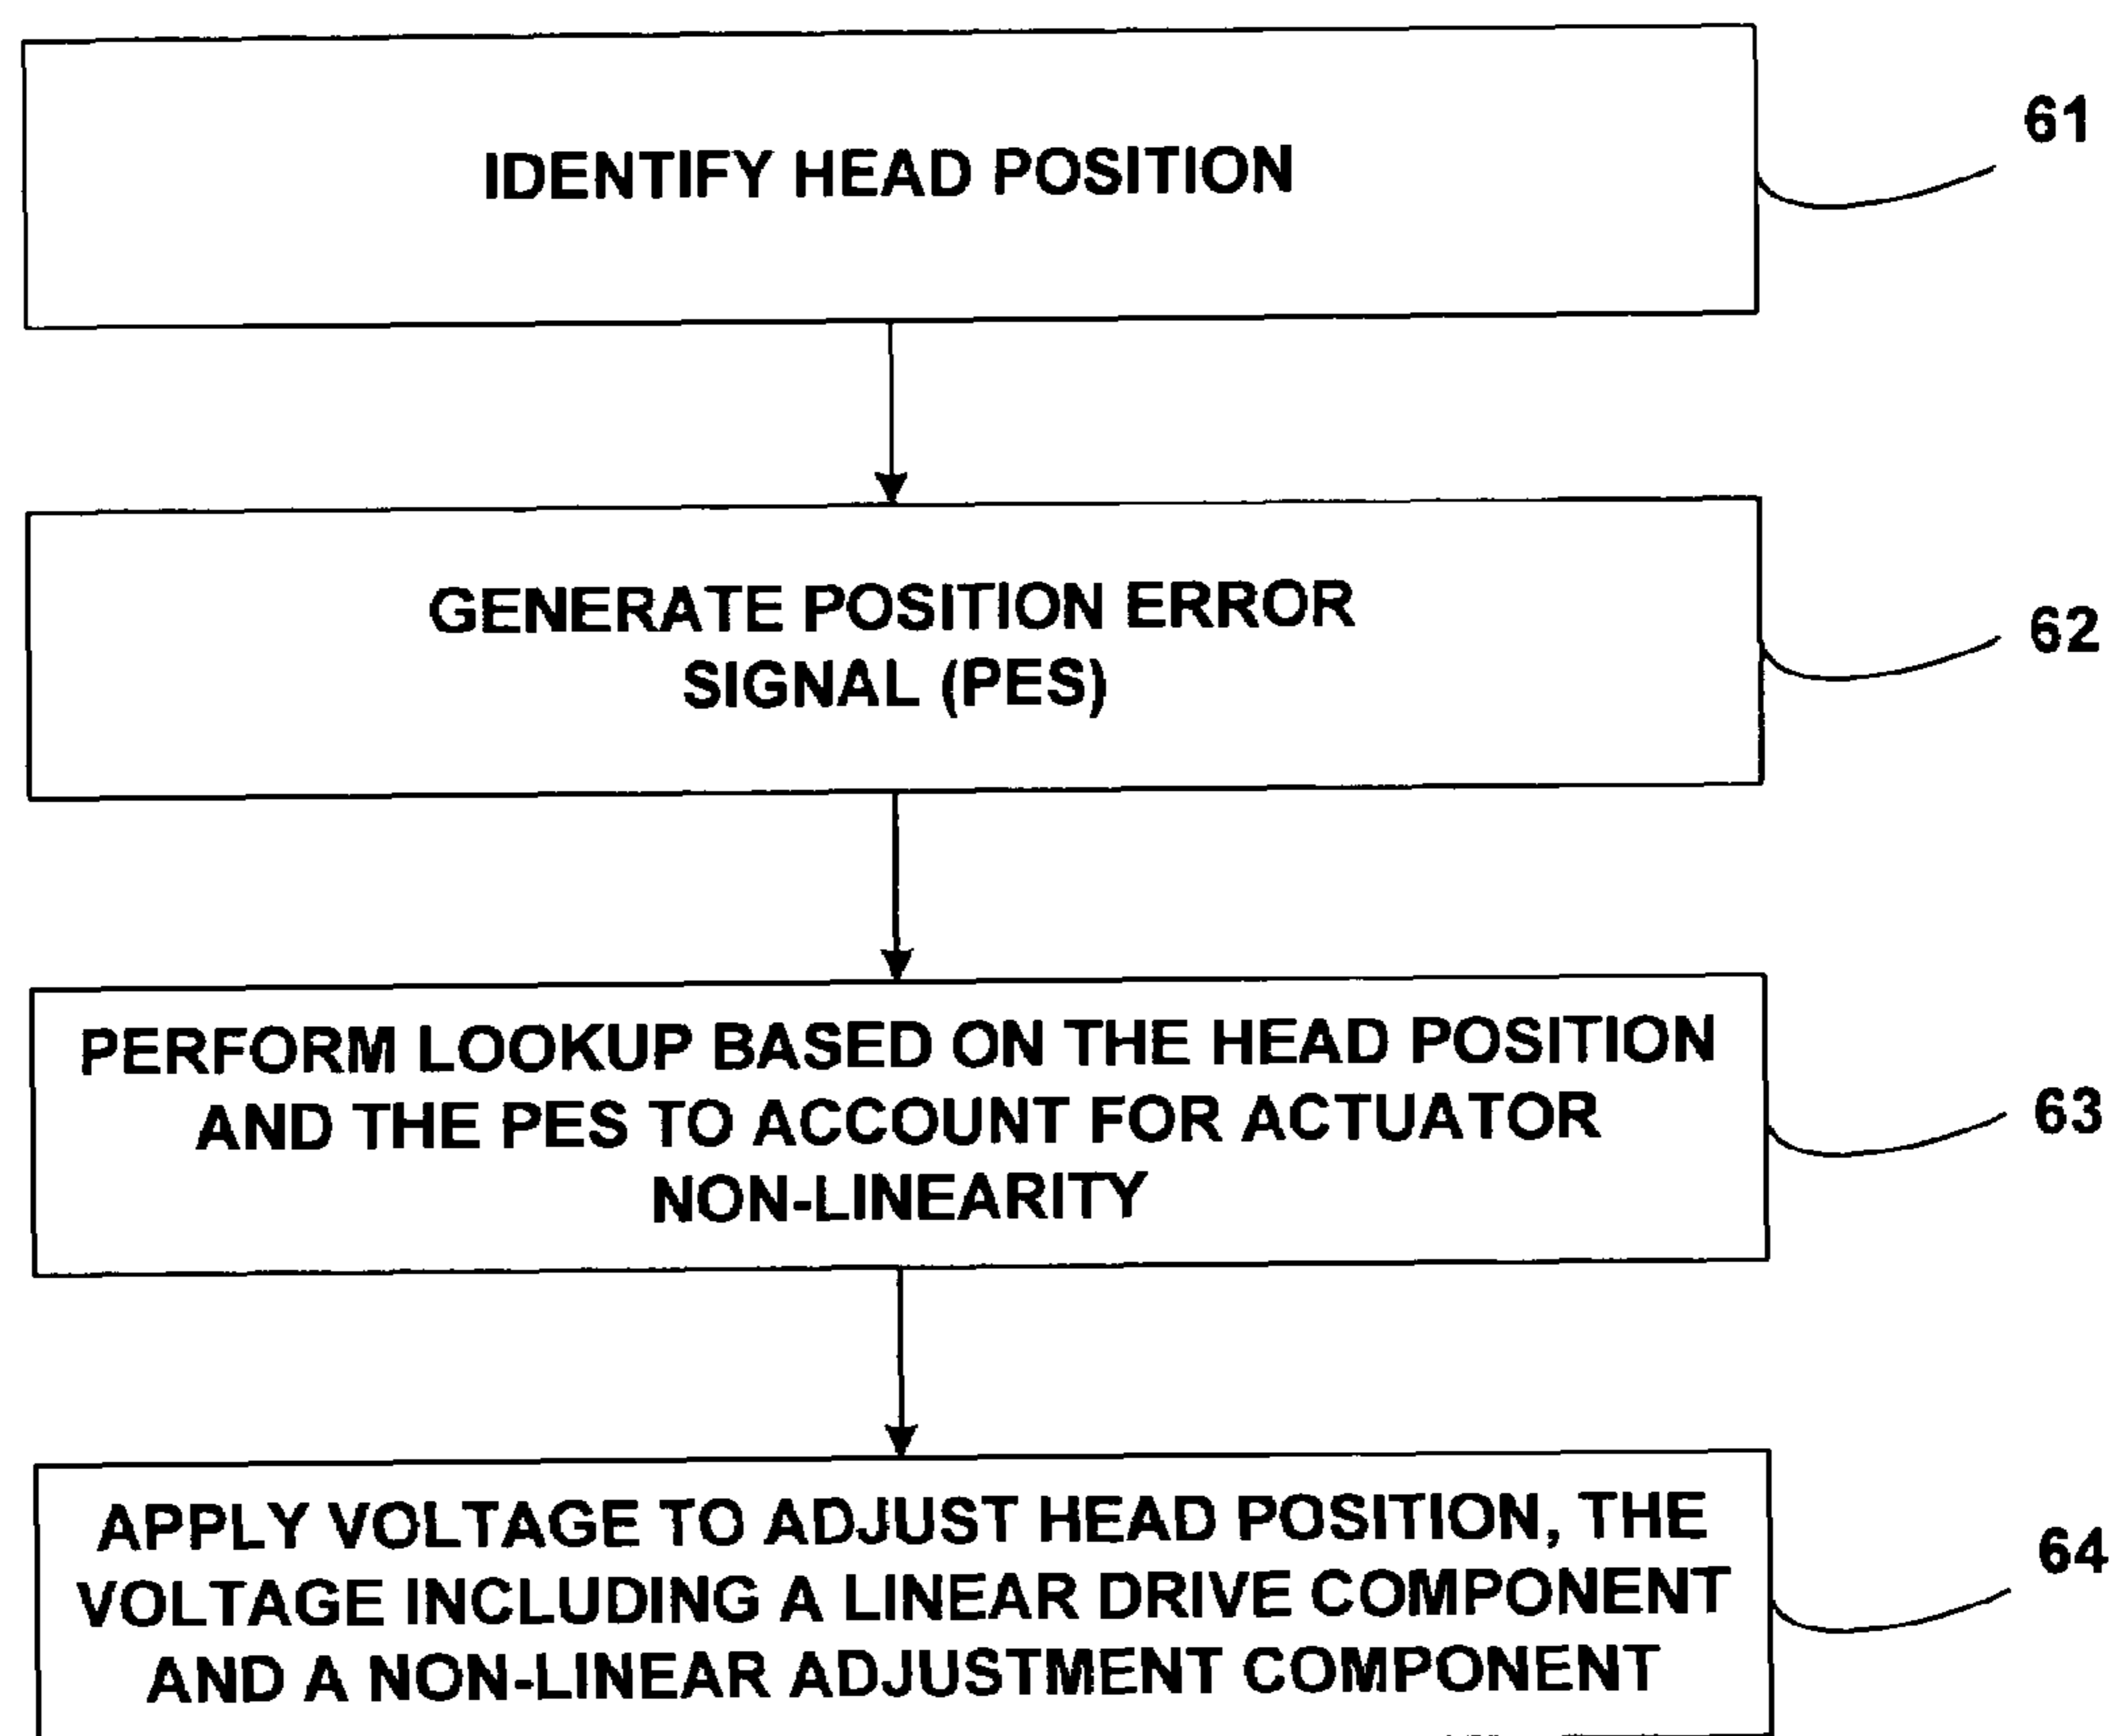 IDENTIFY HEAD POSITION
61
GENERATE POSITION ERROR
SIGNAL (PES)
62
PERFORM LOOKUP BASED ON THE HEAD POSITION
AND THE PES TO ACCOUNT FOR ACTUATOR
NON-LINEARITY
63
APPLY VOLTAGE TO ADJUST HEAD POSITION, THE
VOLTAGE INCLUDING A LINEAR DRIVE COMPONENT
AND A NON-LINEAR ADJUSTMENT COMPONENT
64